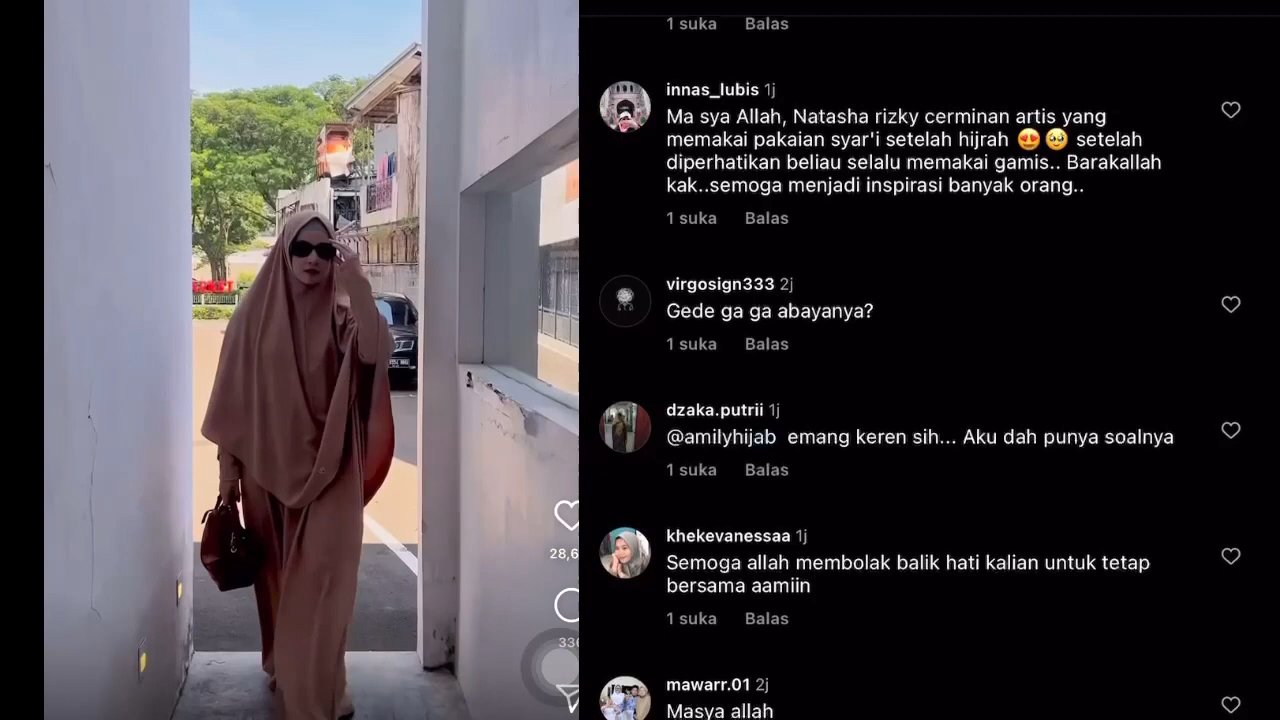 28,6
336
1 suka Balas
innas_lubis 1j
Ma sya Allah, Natasha rizky cerminan artis yang
memakai pakaian syar'i setelah hijrah 😍🥹 setelah
diperhatikan beliau selalu memakai gamis.. Barakallah
kak..semoga menjadi inspirasi banyak orang..
1 suka Balas
virgosign333 2j
Gede ga ga abayanya?
1 suka Balas
dzaka.putrii 1j
@amilyhijab emang keren sih... Aku dah punya soalnya
1 suka Balas
khekevanessaa 1j
Semoga allah membolak balik hati kalian untuk tetap
bersama aamiin
1 suka Balas
mawarr.01 2j
Masya allah